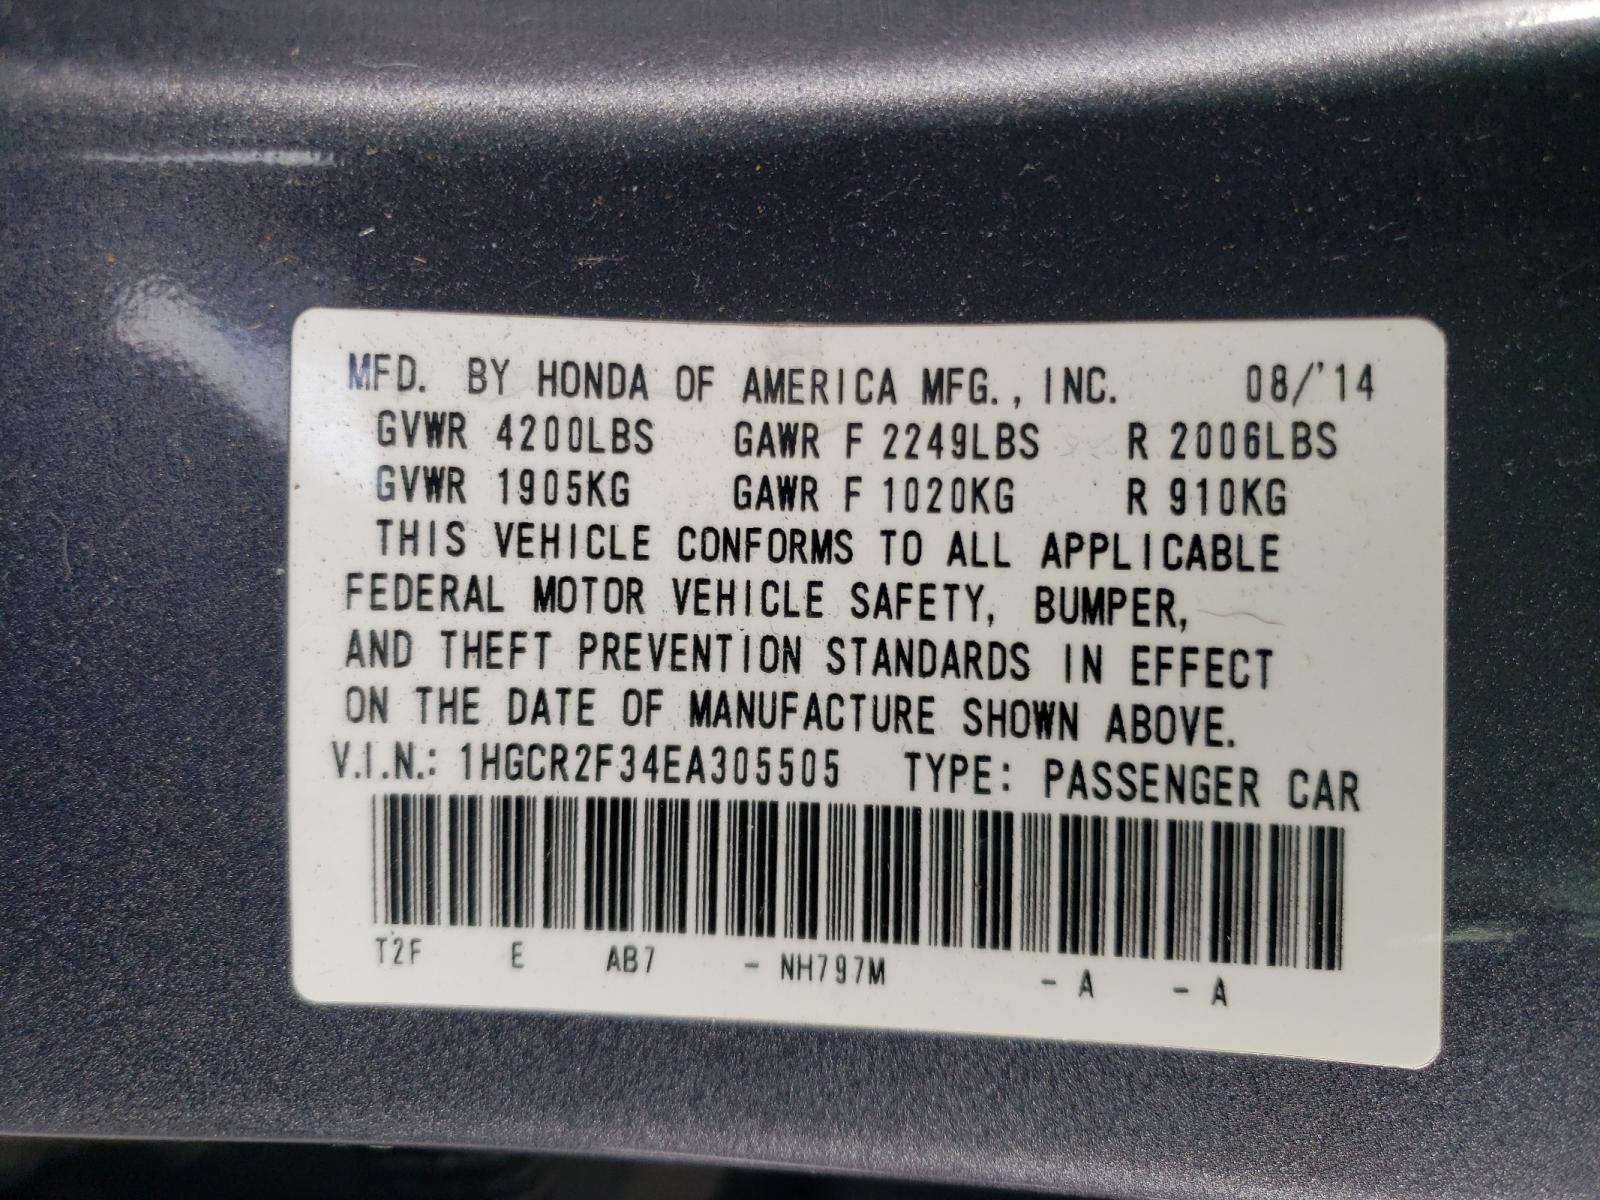 MFD. BY HONDA OF AMERICA MFG., INC. 08/'14
GVWR 4200LBS GAWR F 2249LBS R 2006LBS
GVWR 1905KG GAWR F 1020KG R 910KG
THIS VEHICLE CONFORMS TO ALL APPLICABLE
FEDERAL MOTOR VEHICLE SAFETY, BUMPER,
AND THEFT PREVENTION STANDARDS IN EFFECT
ON THE DATE OF MANUFACTURE SHOWN ABOVE.
V.I.N.: 1HGCR2F34EA305505 TYPE: PASSENGER CAR
T2F E AB7 - NH797M - A - A